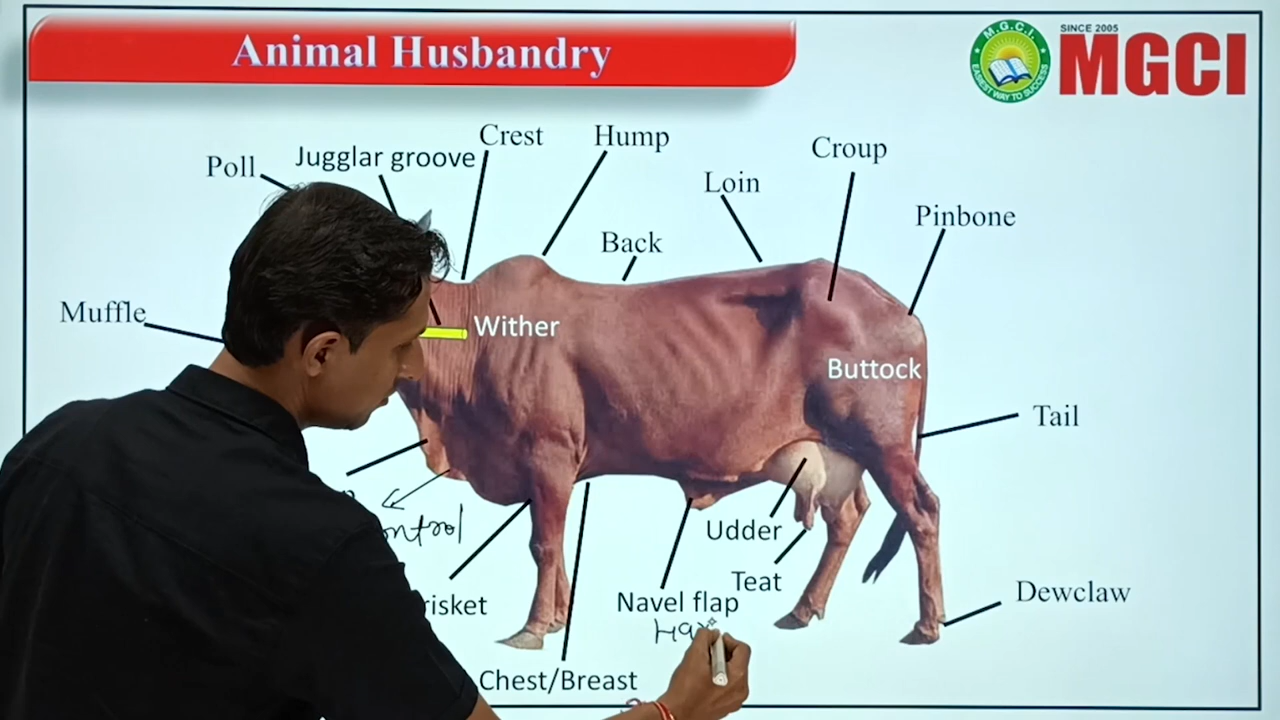 Animal Husbandry
SINCE 2005
MGCI
M.G.C.I.
EASIEST WAY TO SUCCESS
Crest
Hump
Croup
Jugglar groove
Poll
Loin
Pinbone
Back
Muffle
Wither
Buttock
Tail
Udder
Teat
Dewclaw
Navel flap
Chest/Breast